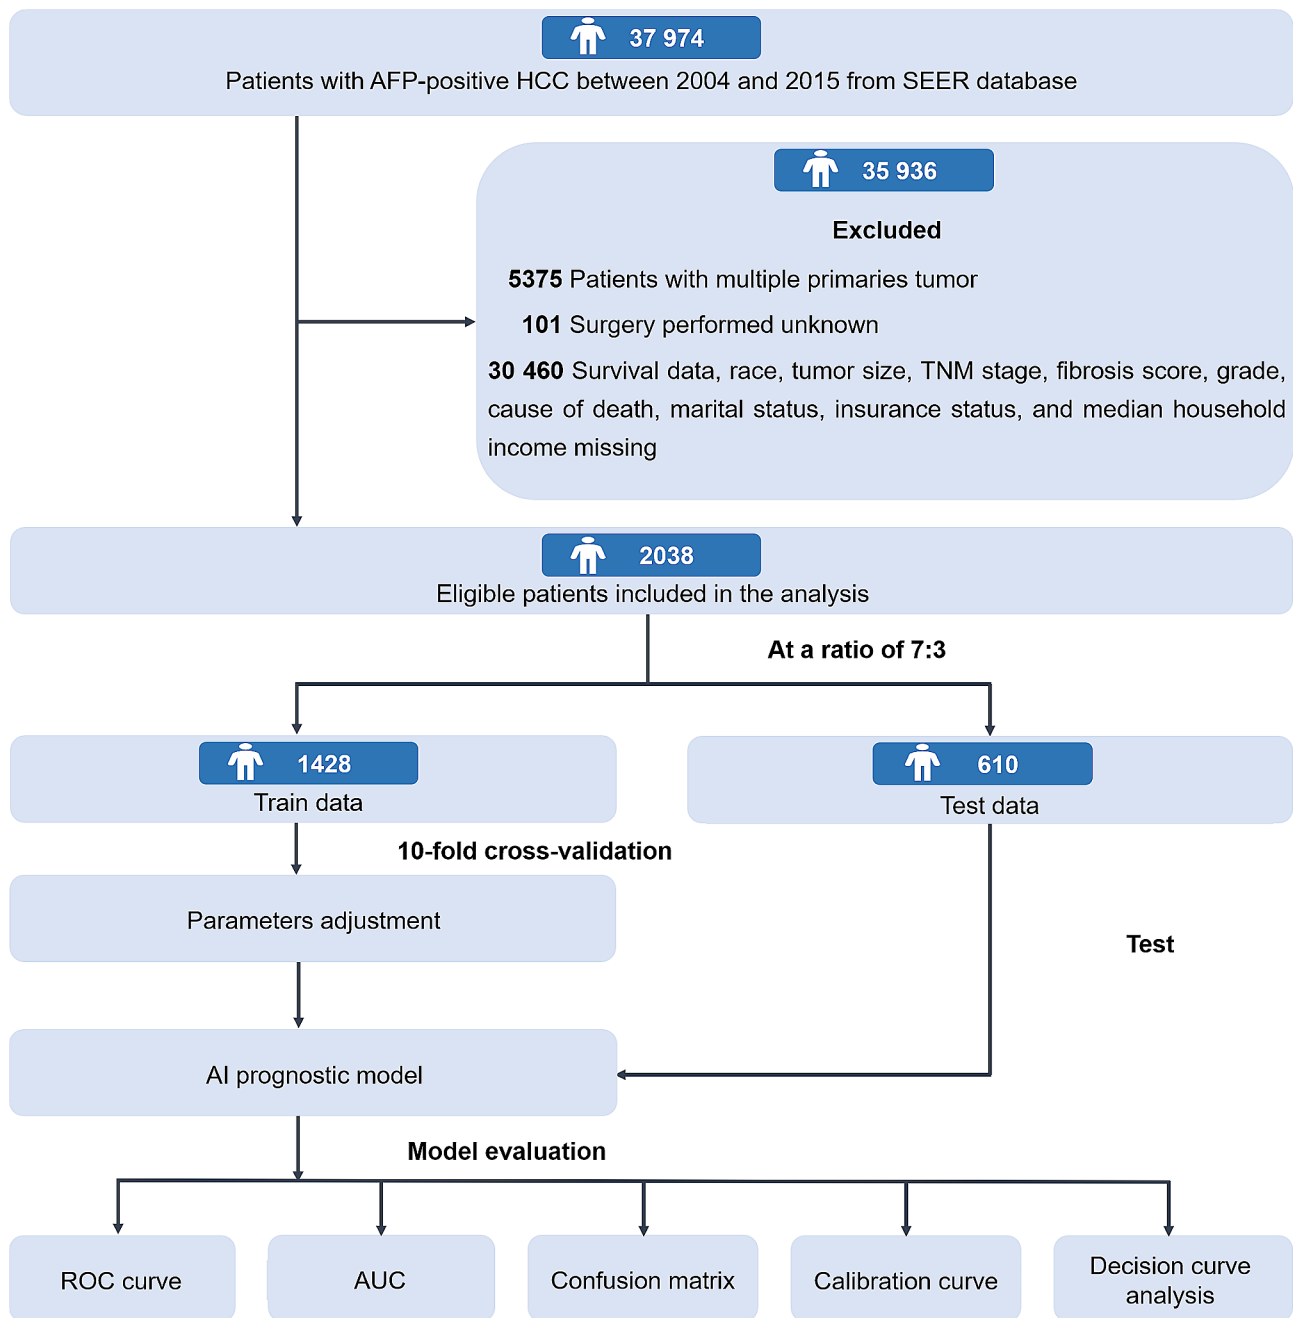 37 974
Patients with AFP-positive HCC between 2004 and 2015 from SEER database
35 936
Excluded
5375 Patients with multiple primaries tumor
101 Surgery performed unknown
30 460 Survival data, race, tumor size, TNM stage, fibrosis score, grade,
cause of death, marital status, insurance status, and median household
income missing
2038
Eligible patients included in the analysis
At a ratio of 7:3
1428
Train data
610
Test data
10-fold cross-validation
Parameters adjustment
Test
AI prognostic model
Model evaluation
ROC curve
AUC
Confusion matrix
Calibration curve
Decision curve
analysis